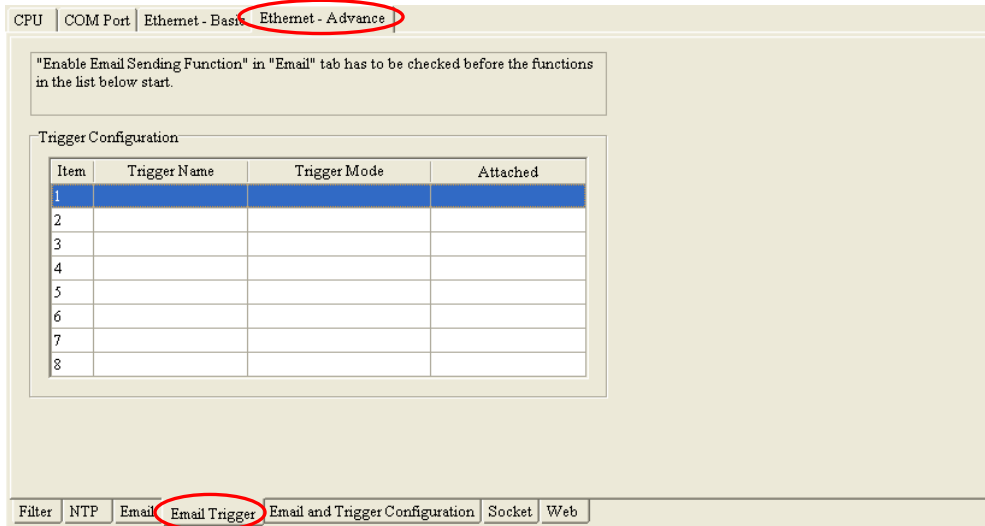 CPU COM Port Ethernet - Basic Ethernet - Advance
"Enable Email Sending Function" in "Email" tab has to be checked before the functions
in the list below start.
Trigger Configuration
Item Trigger Name Trigger Mode Attached
1
2
3
4
5
6
7
8
Filter NTP Email Email Trigger Email and Trigger Configuration Socket Web